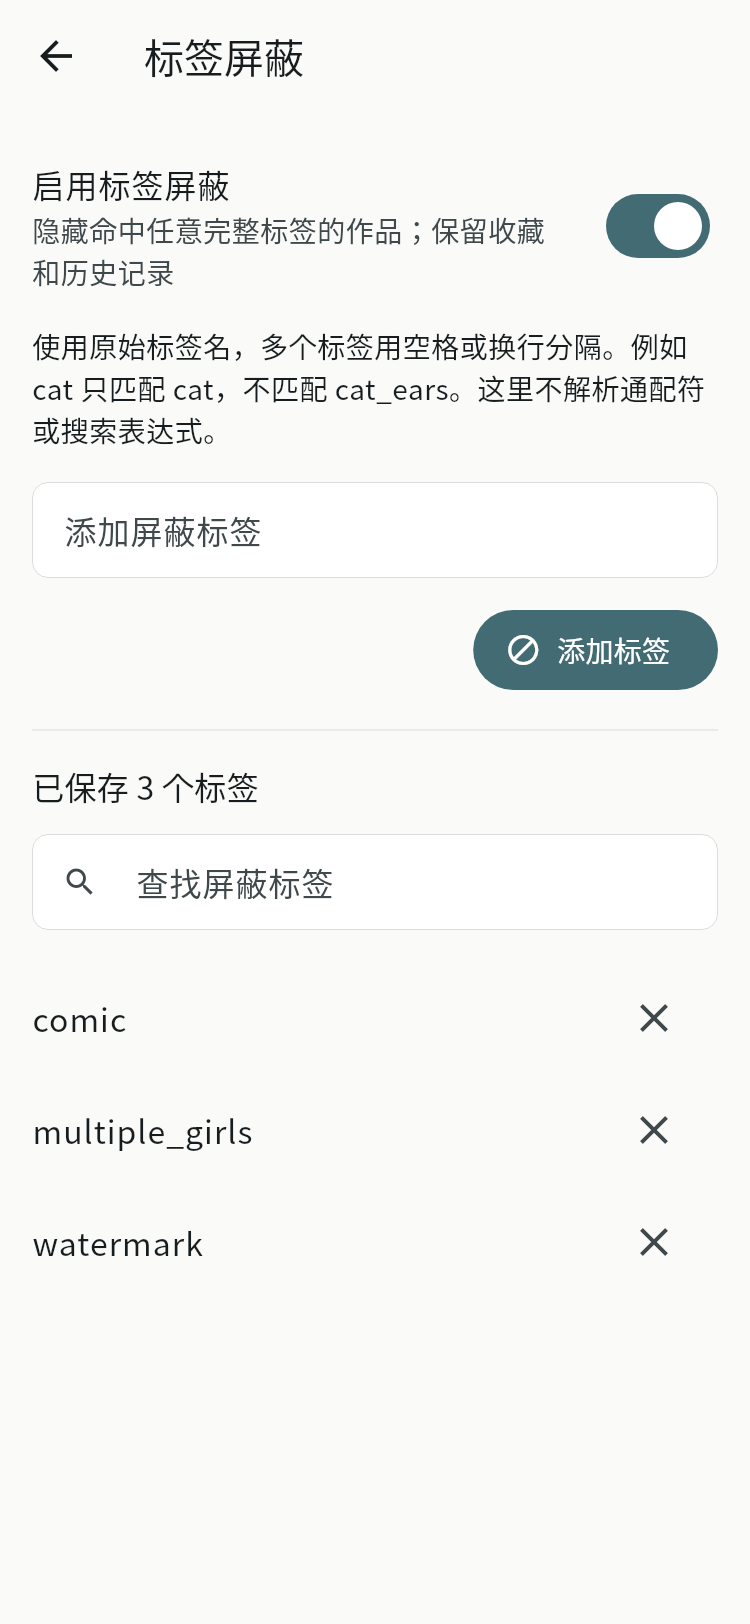 标签屏蔽
启用标签屏蔽
隐藏命中任意完整标签的作品；保留收藏
和历史记录
使用原始标签名，多个标签用空格或换行分隔。例如
cat 只匹配 cat，不匹配 cat_ears。这里不解析通配符
或搜索表达式。
添加屏蔽标签
添加标签
已保存 3 个标签
查找屏蔽标签
comic
multiple_girls
watermark